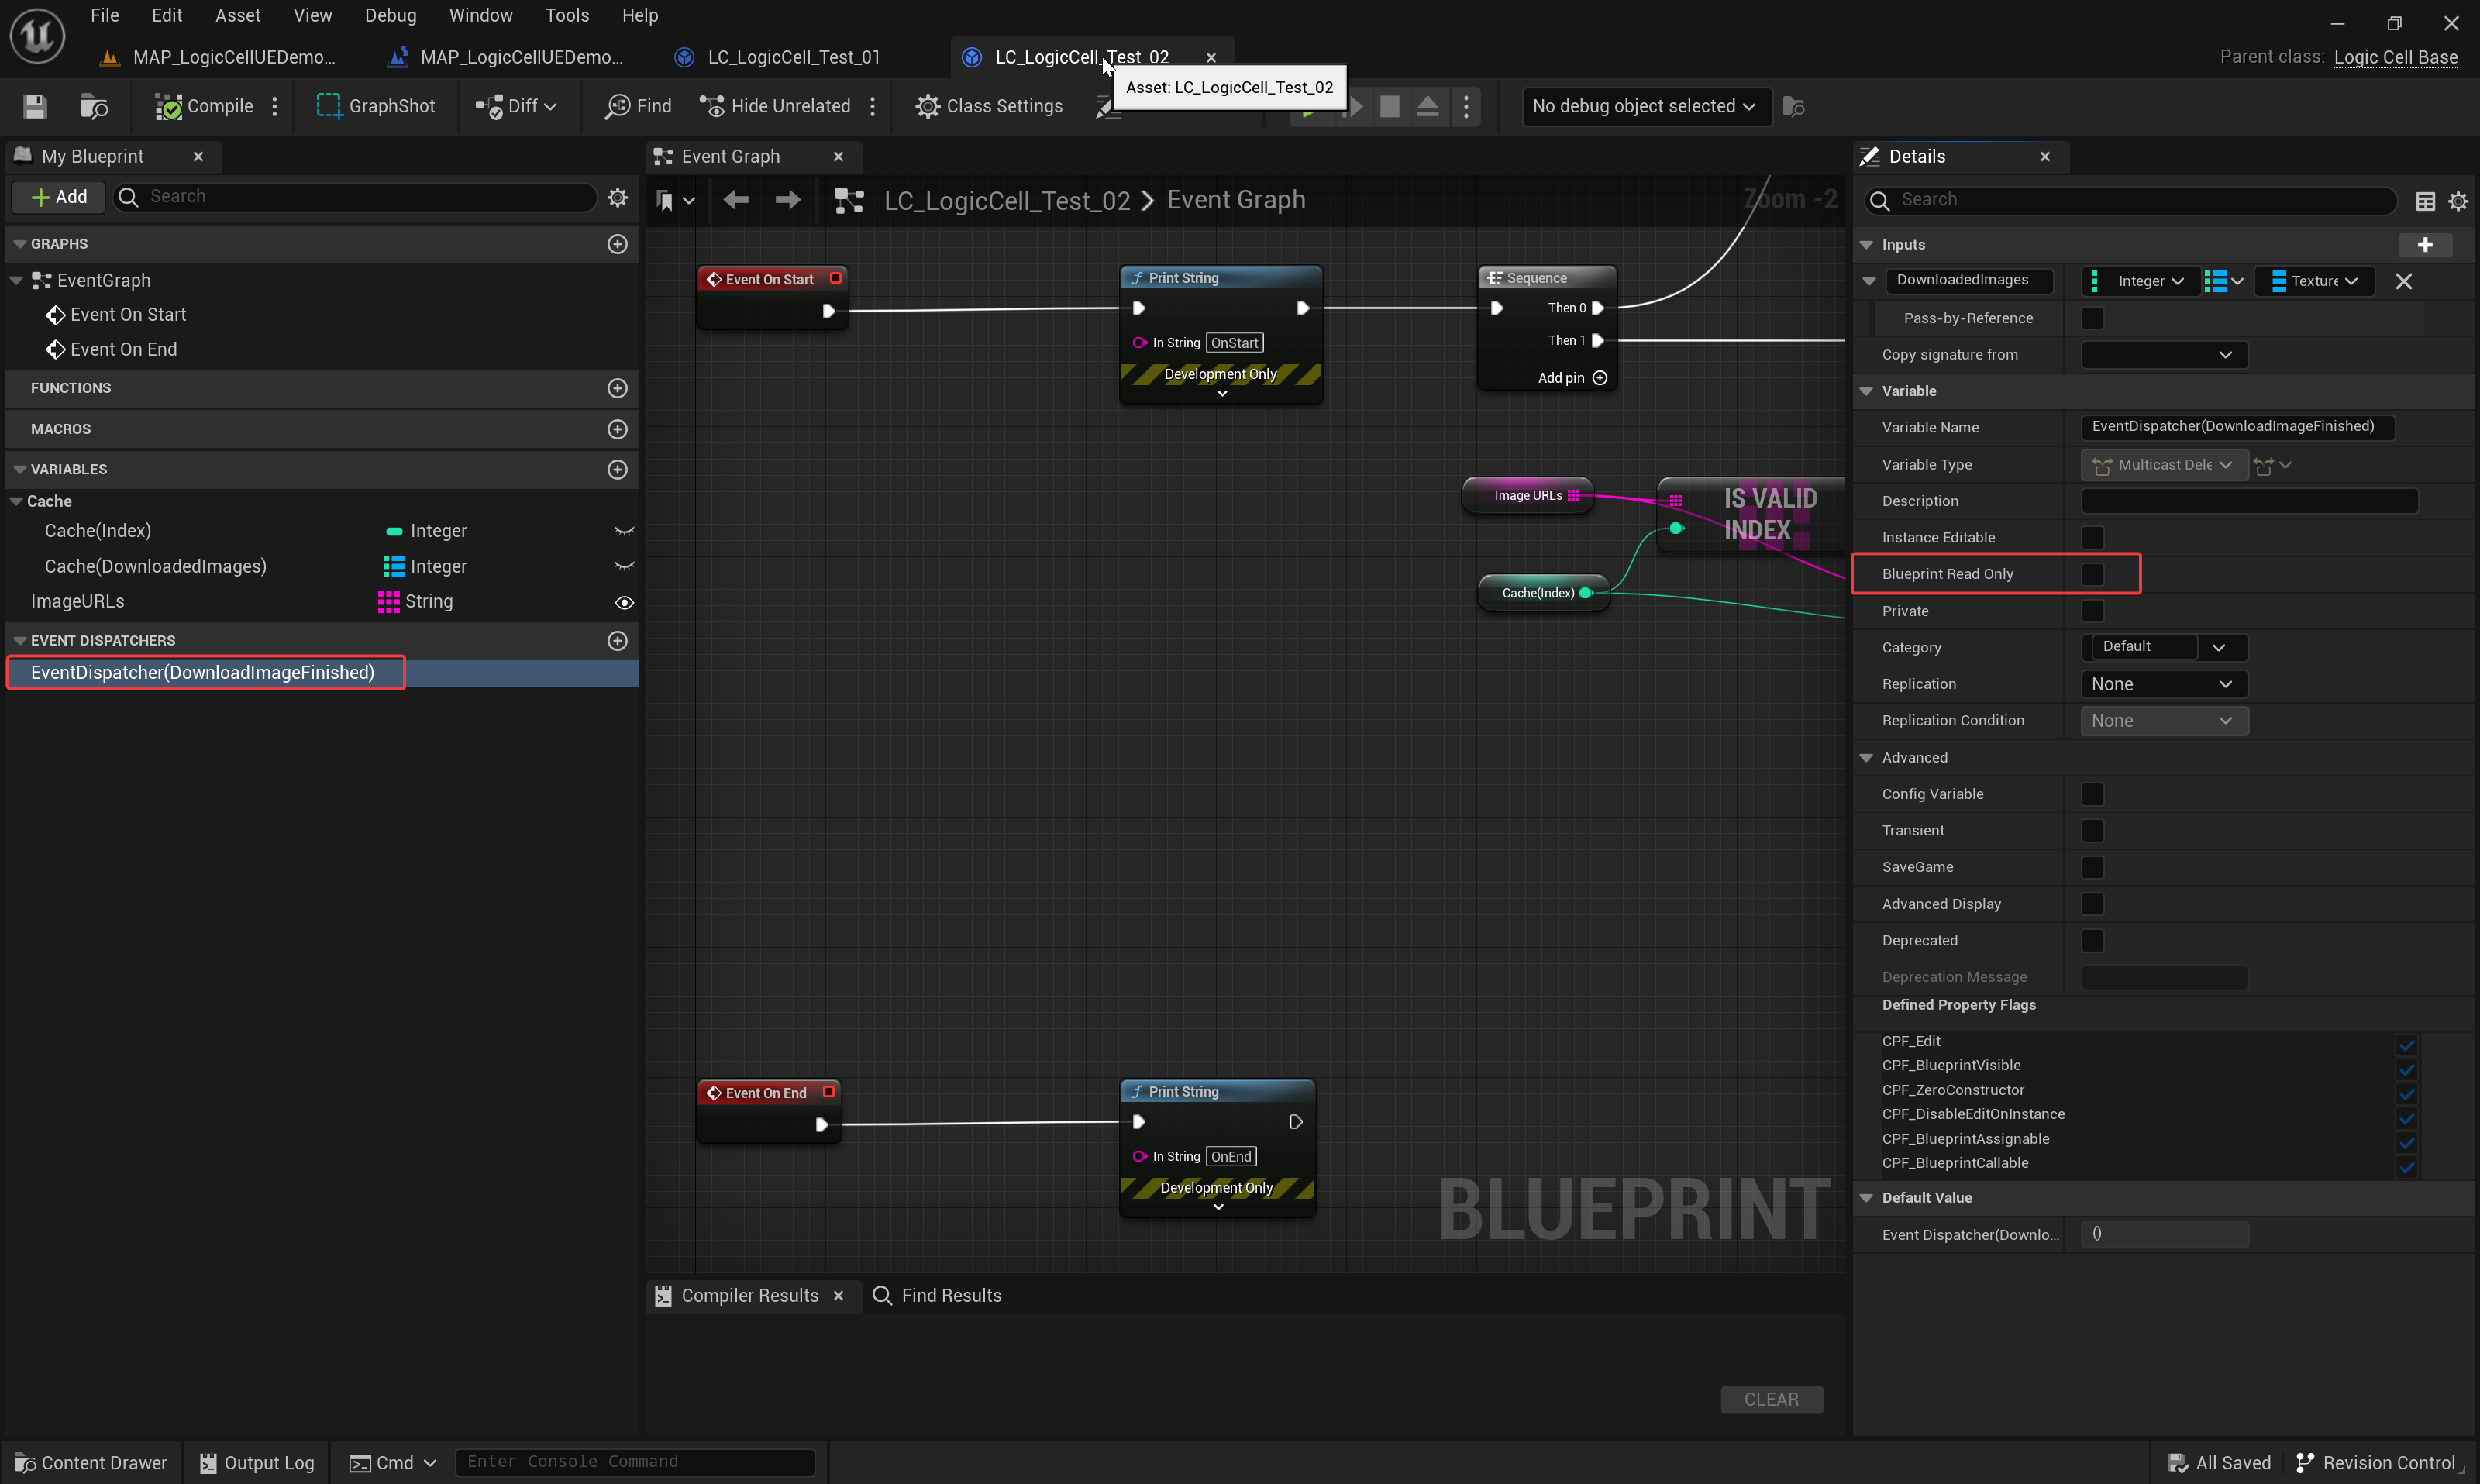 File Edit Asset View Debug Window Tools Help
MAP_LogicCellUEDemo... MAP_LogicCellUEDemo... LC_LogicCell_Test_01 LC_LogicCell_Test_02 Parent class: Logic Cell Base
Compile GraphShot Diff Find Hide Unrelated Class Settings No debug object selected
Asset: LC_LogicCell_Test_02
My Blueprint
Add Search
GRAPHS
EventGraph
Event On Start
Event On End
FUNCTIONS
MACROS
VARIABLES
Cache
Cache(Index) Integer
Cache(DownloadedImages) Integer
ImageURLs String
EVENT DISPATCHERS
EventDispatcher(DownloadImageFinished)
Event Graph
LC_LogicCell_Test_02 > Event Graph
Zoom -2
Event On Start
Print String
In String OnStart
Development Only
Sequence
Then 0
Then 1
Add pin
Image URLs
IS VALID
INDEX
Cache(Index)
Event On End
Print String
In String OnEnd
Development Only
BLUEPRINT
Compiler Results Find Results
CLEAR
Details
Search
Inputs
DownloadedImages Integer Texture
Pass-by-Reference
Copy signature from
Variable
Variable Name EventDispatcher(DownloadImageFinished)
Variable Type Multicast Dele
Description
Instance Editable
Blueprint Read Only
Private
Category Default
Replication None
Replication Condition None
Advanced
Config Variable
Transient
SaveGame
Advanced Display
Deprecated
Deprecation Message
Defined Property Flags
CPF_Edit
CPF_BlueprintVisible
CPF_ZeroConstructor
CPF_DisableEditOnInstance
CPF_BlueprintAssignable
CPF_BlueprintCallable
Default Value
Event Dispatcher(Downlo... ()
Content Drawer Output Log Cmd Enter Console Command All Saved Revision Control